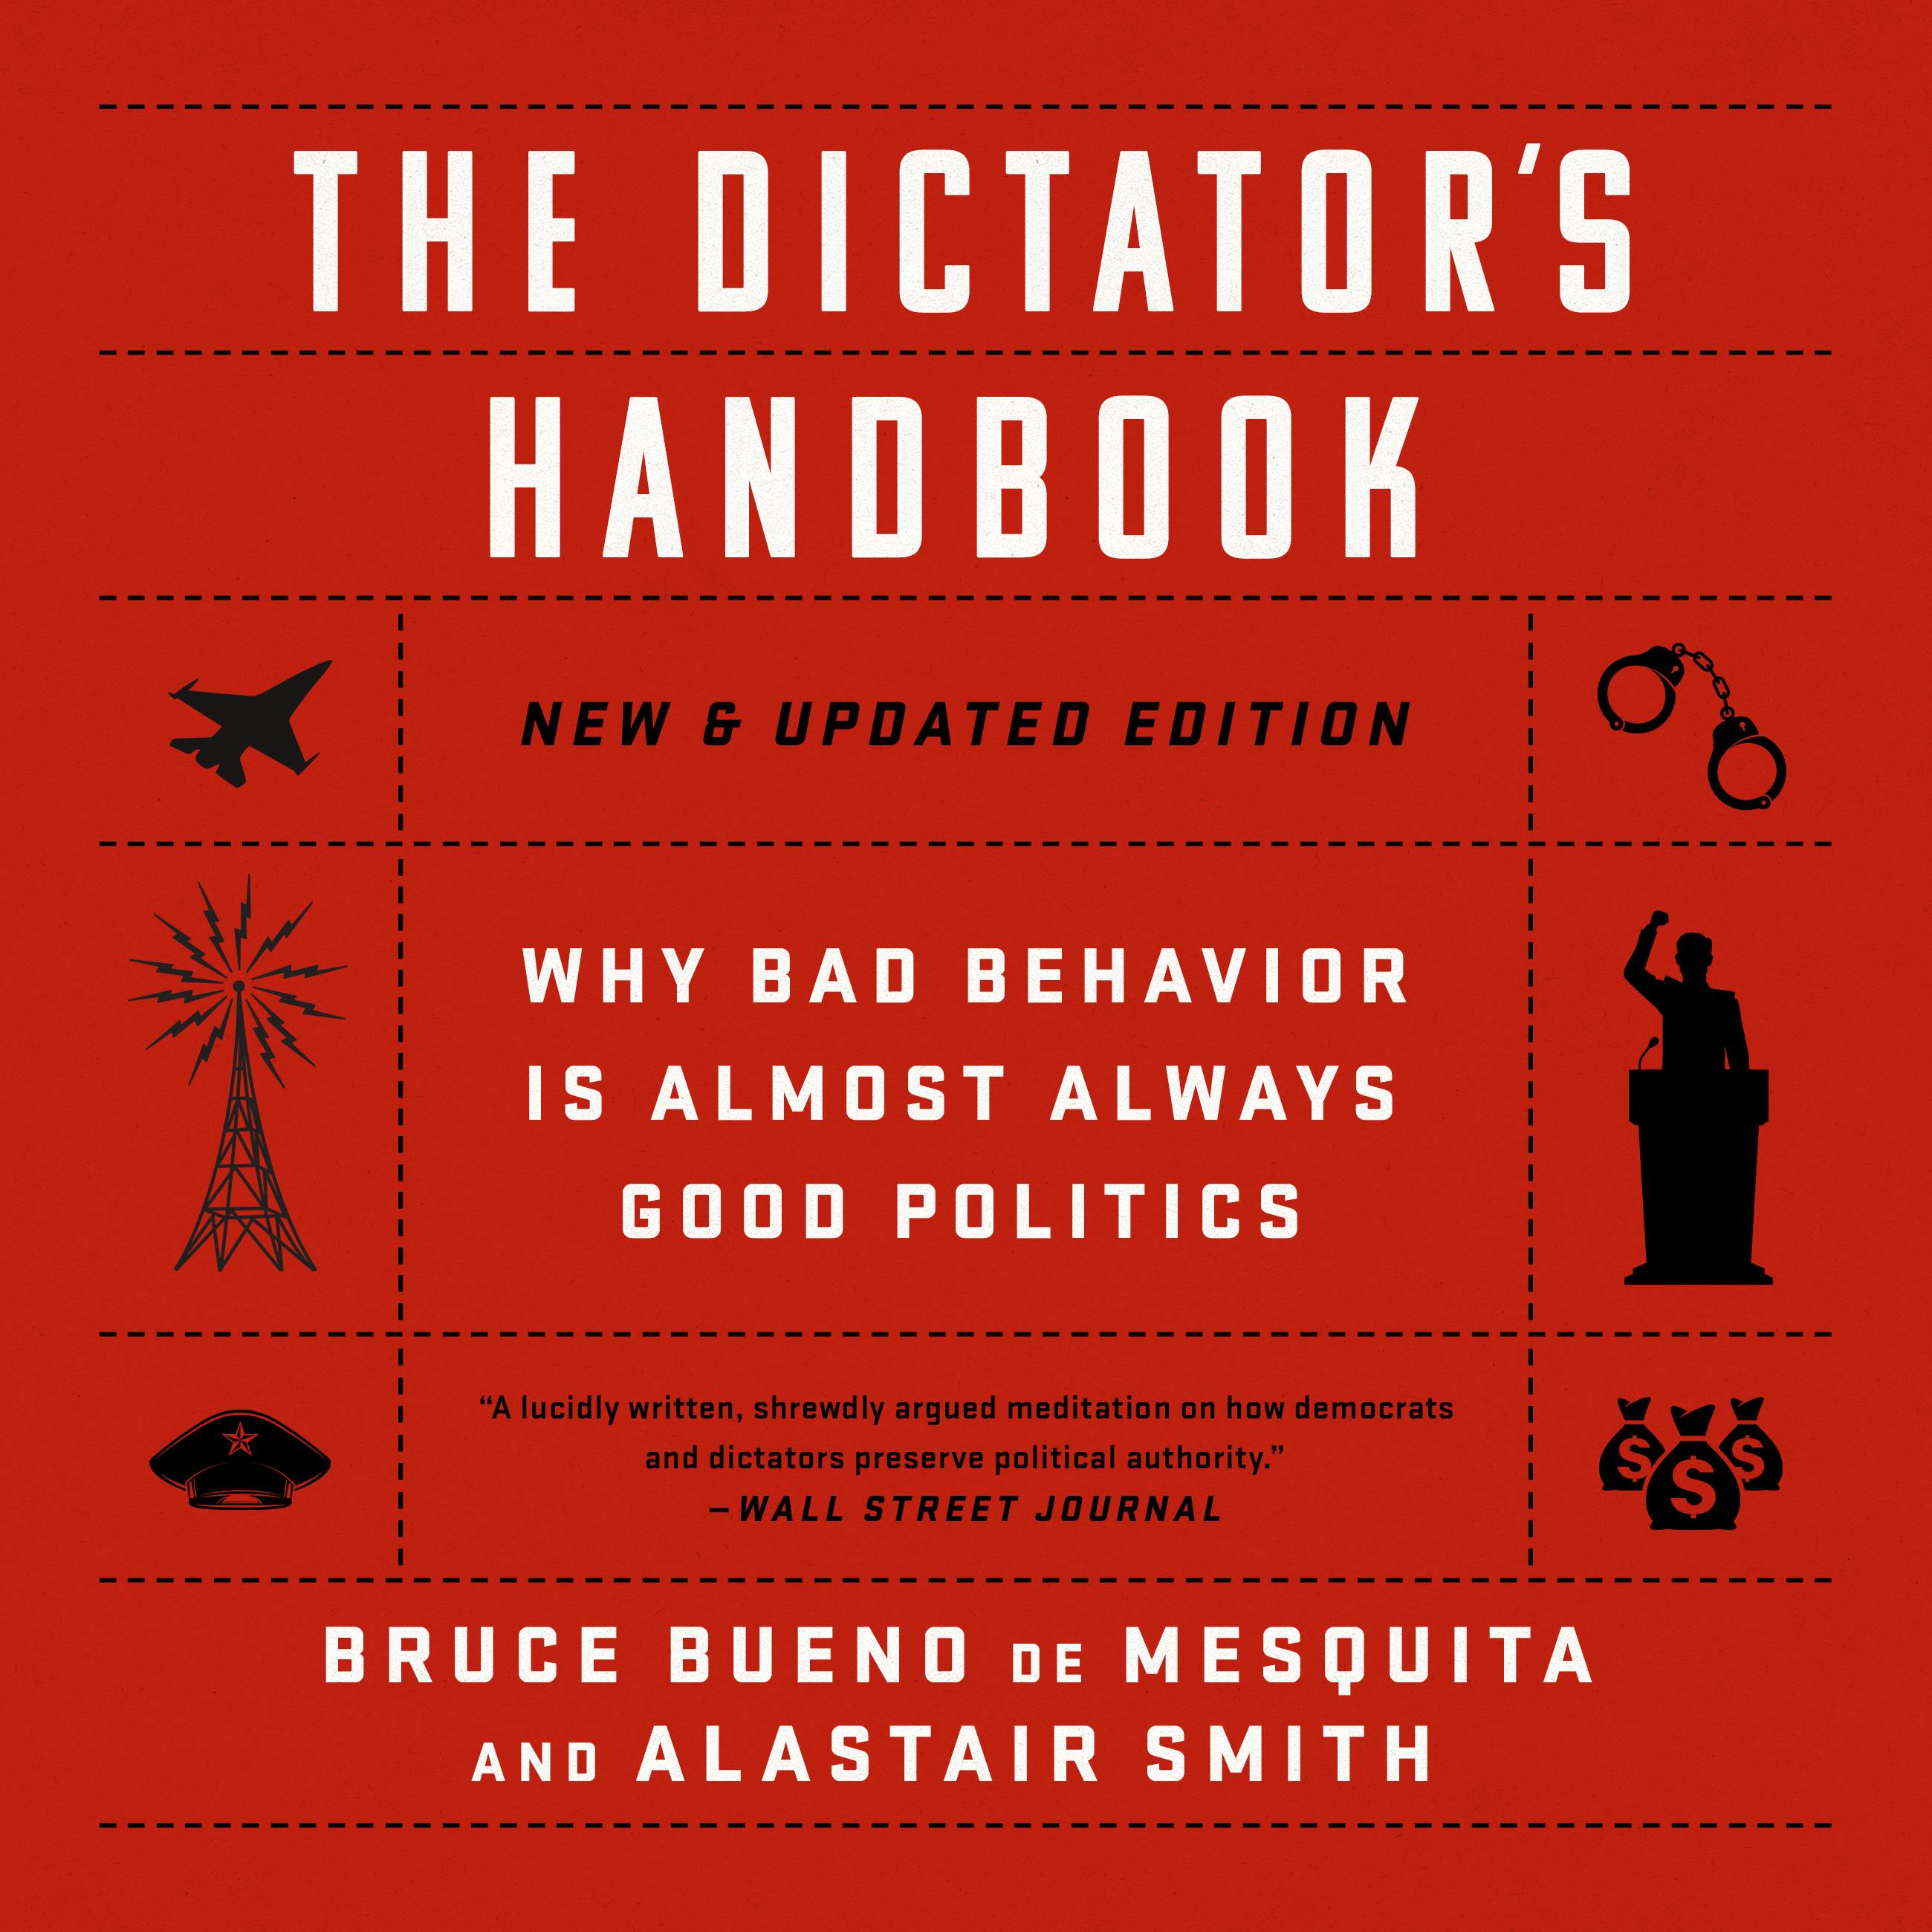 THE DICTATOR'S
HANDBOOK
NEW & UPDATED EDITION
WHY BAD BEHAVIOR
IS ALMOST ALWAYS
GOOD POLITICS
“A lucidly written, shrewdly argued meditation on how democrats
and dictators preserve political authority.”
—WALL STREET JOURNAL
$ $ $
BRUCE BUENO DE MESQUITA
AND ALASTAIR SMITH